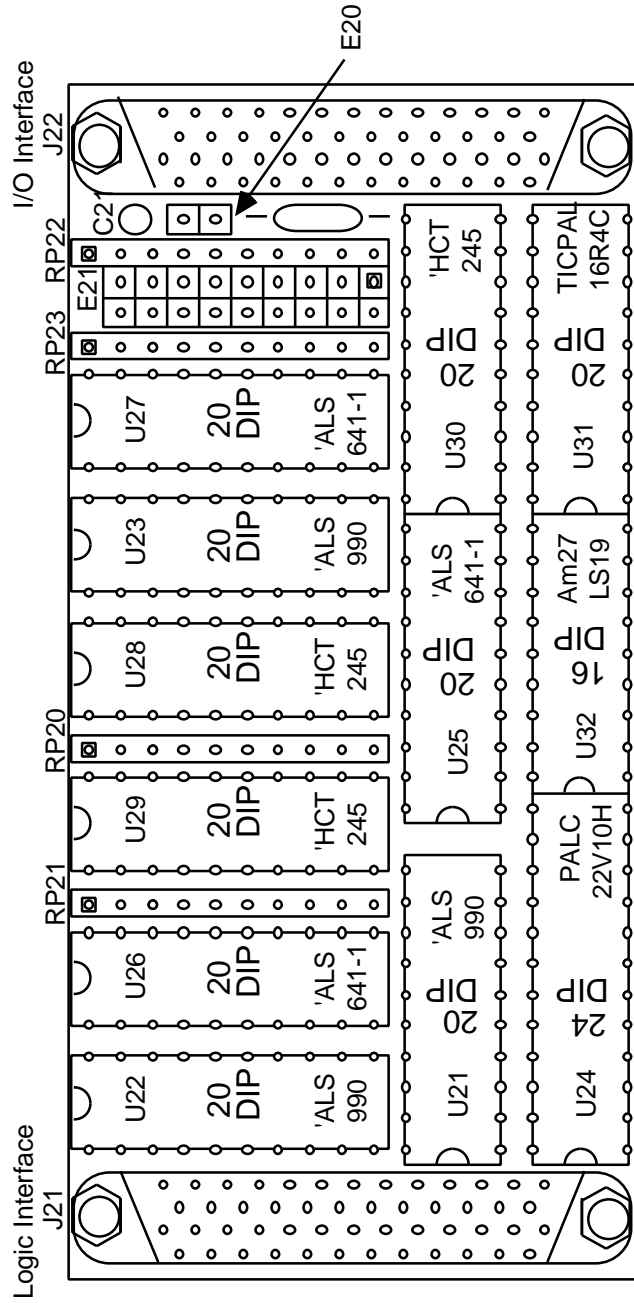 Logic Interface
J21
I/O Interface
J22
E20
RP21
RP20
RP23
E21
RP22
C21
U22
20
DIP
'ALS
990
U26
20
DIP
'ALS
641-1
U29
20
DIP
'HCT
245
U28
20
DIP
'HCT
245
U23
20
DIP
'ALS
990
U27
20
DIP
'ALS
641-1
U21
20
DIP
'ALS
990
U25
20
DIP
'ALS
641-1
U30
20
DIP
'HCT
245
U24
24
DIP
PALC
22V10H
U32
16
DIP
Am27
LS19
U31
20
DIP
TICPAL
16R4C